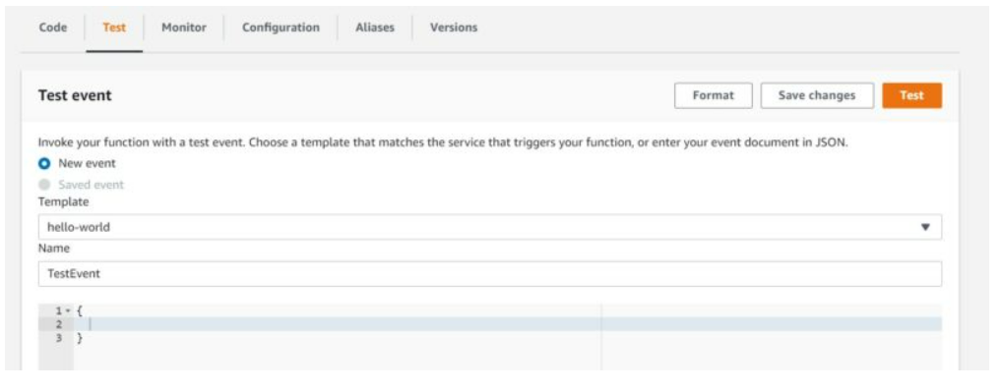 Code Test Monitor Configuration Aliases Versions
Test event Format Save changes Test
Invoke your function with a test event. Choose a template that matches the service that triggers your function, or enter your event document in JSON.
New event
Saved event
Template
hello-world
Name
TestEvent
1 {
2
3 }